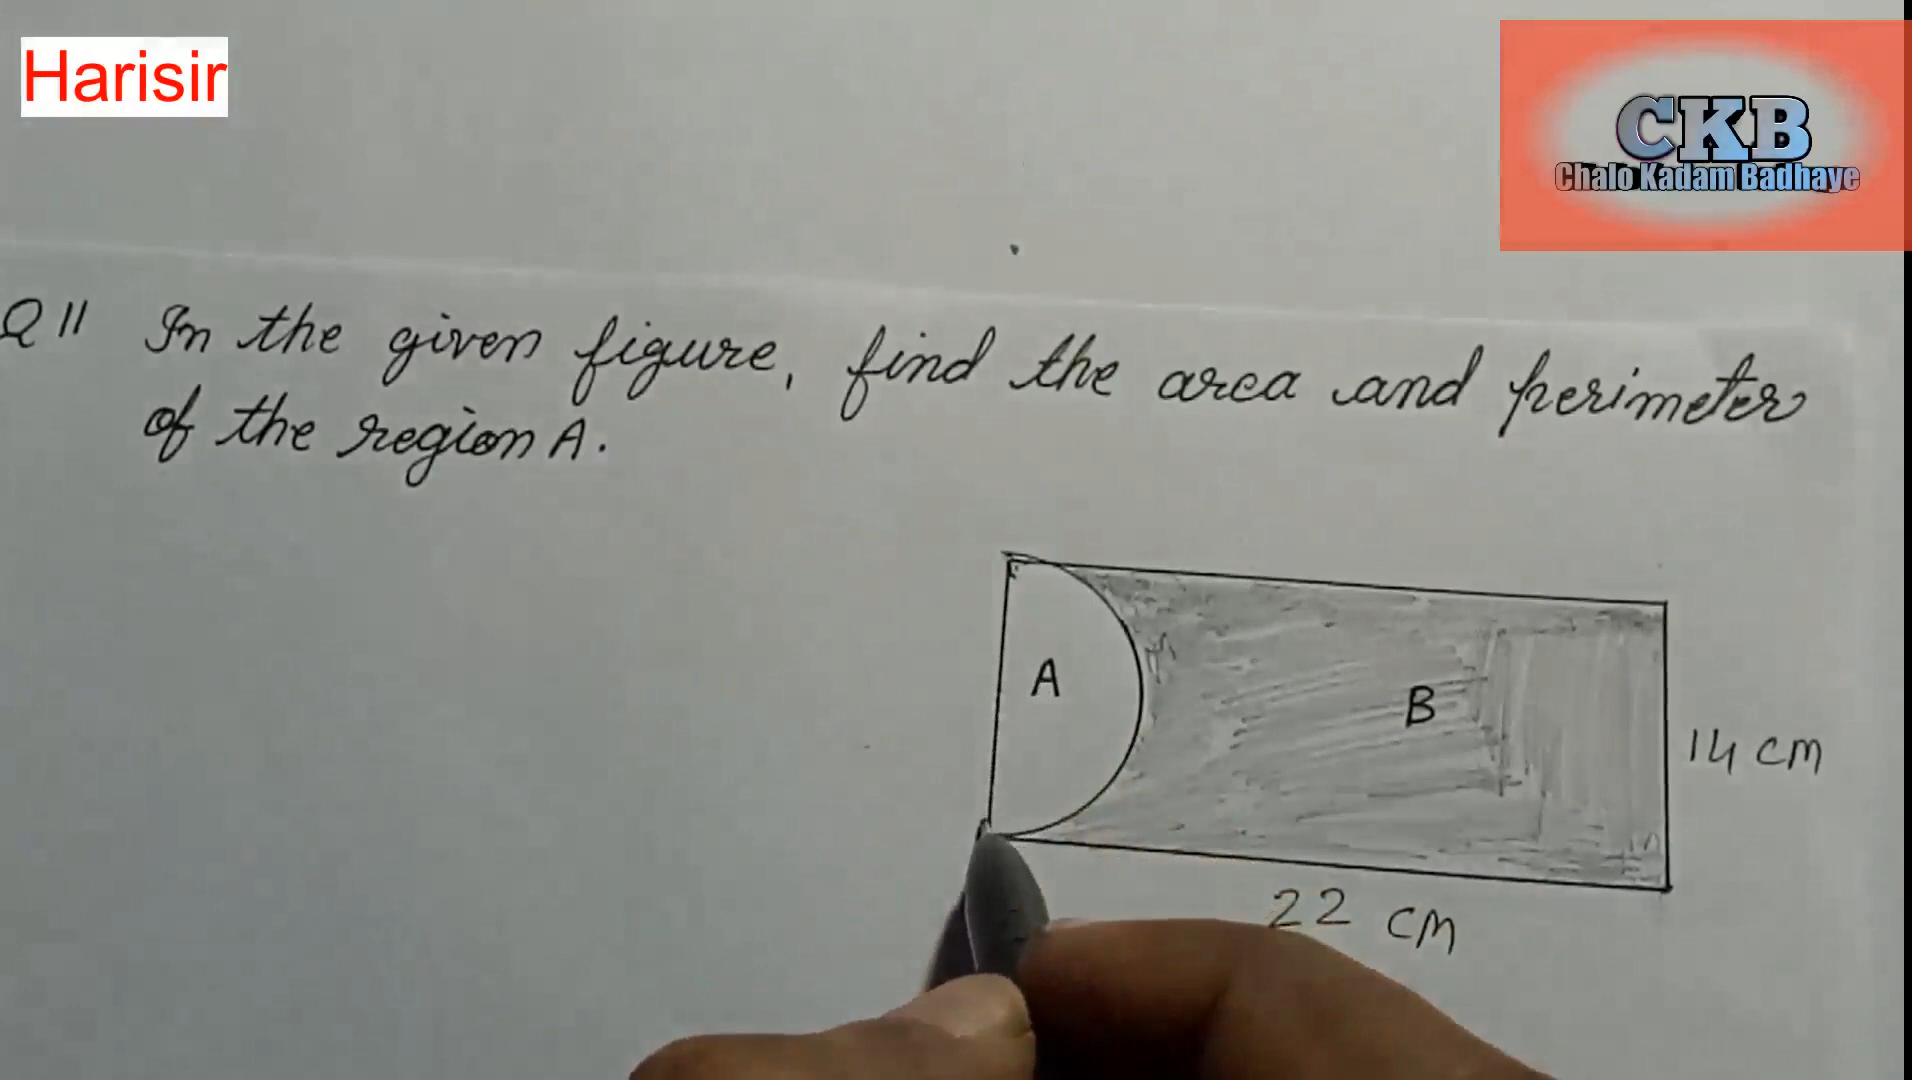 Harisir
CKB
Chalo Kadam Badhaye
Q 11 In the given figure, find the area and perimeter
of the region A.
A
B
14 cm
22 cm